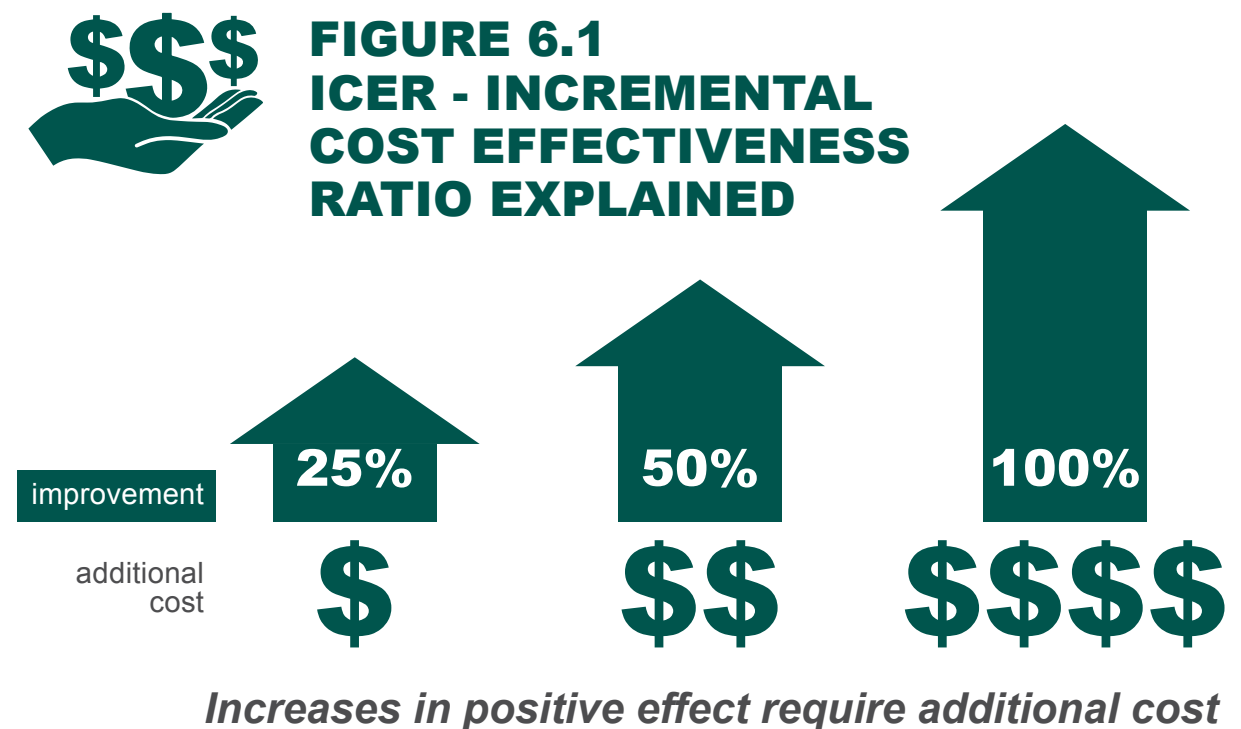 $$$
FIGURE 6.1
ICER - INCREMENTAL
COST EFFECTIVENESS
RATIO EXPLAINED
25%
50%
100%
improvement
additional
cost
$
$$
$$$$
Increases in positive effect require additional cost